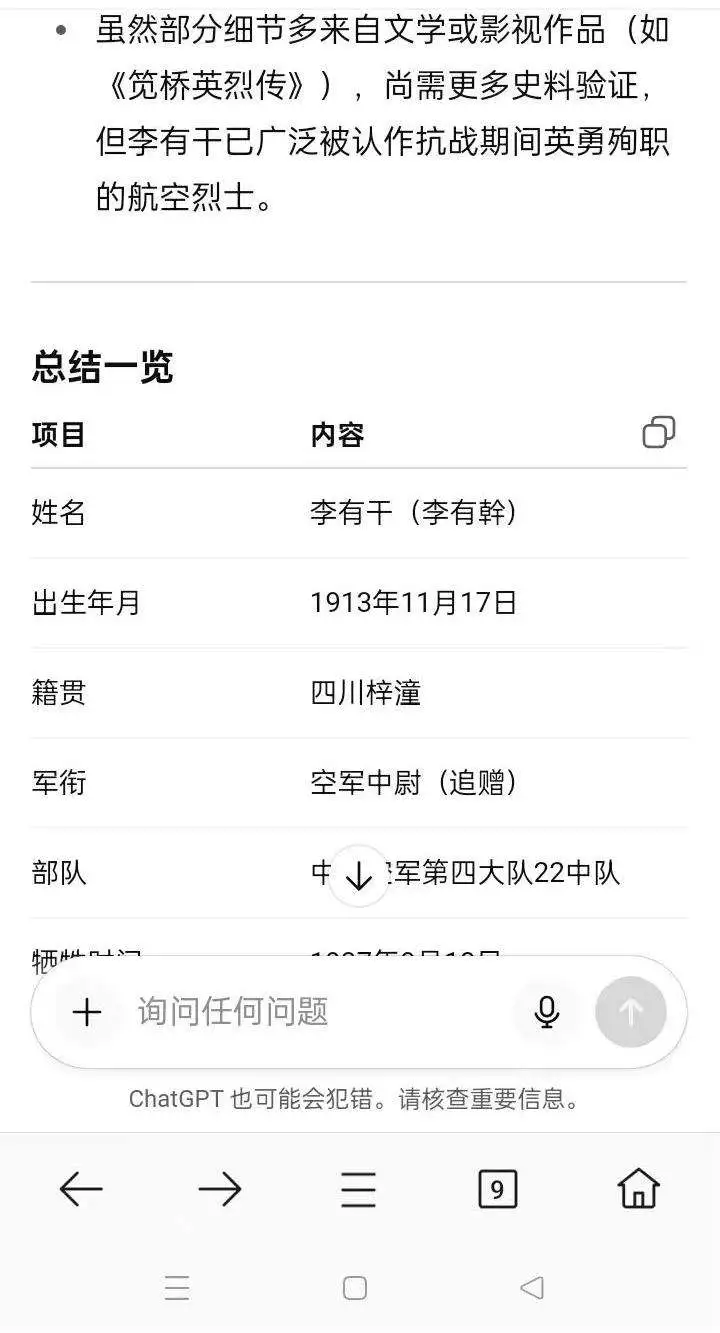 虽然部分细节多来自文学或影视作品（如
《笕桥英烈传》），尚需更多史料验证，
但李有干已广泛被认作抗战期间英勇殉职
的航空烈士。
总结一览
项目 内容
姓名 李有干（李有幹）
出生年月 1913年11月17日
籍贯 四川梓潼
军衔 空军中尉（追赠）
部队 军第四大队22中队
询问任何问题
ChatGPT 也可能会犯错。请核查重要信息。
9